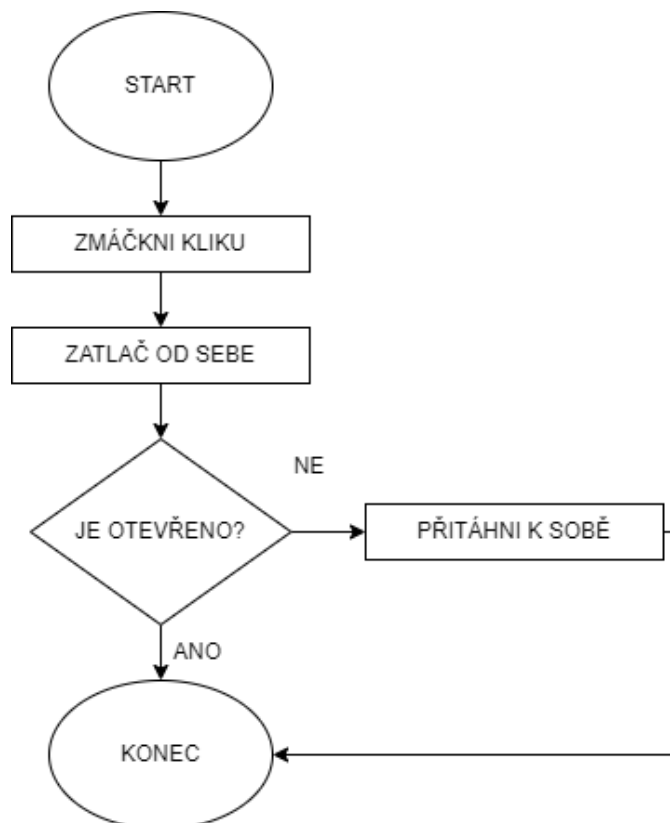 START
ZMÁČKNI KLIKU
ZATLAČ OD SEBE
NE
JE OTEVŘENO?
PŘITÁHNI K SOBĚ
ANO
KONEC